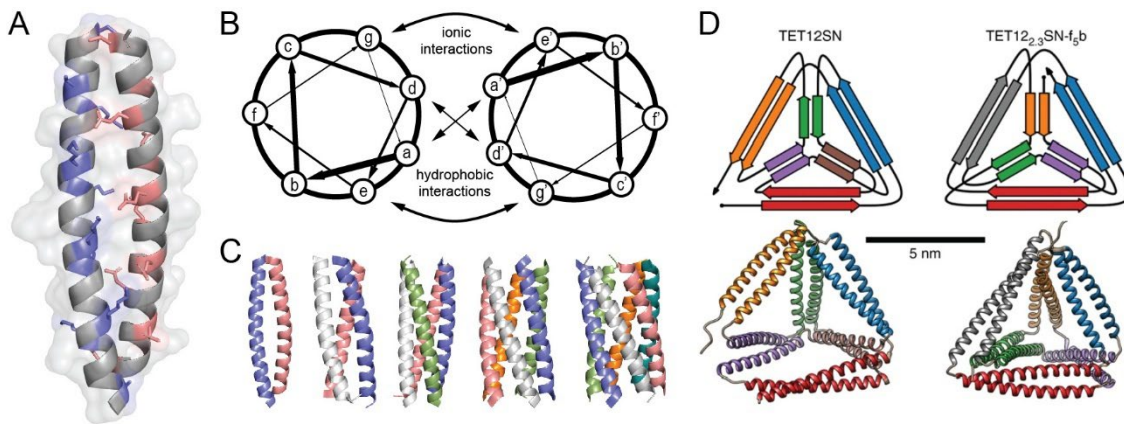 A
B
g
c
d
f
a
b
e
ionic
interactions
hydrophobic
interactions
e'
b'
a'
f'
d'
g'
c'
C
D
TET12SN
TET12₂.₃SN-f₅b
5 nm